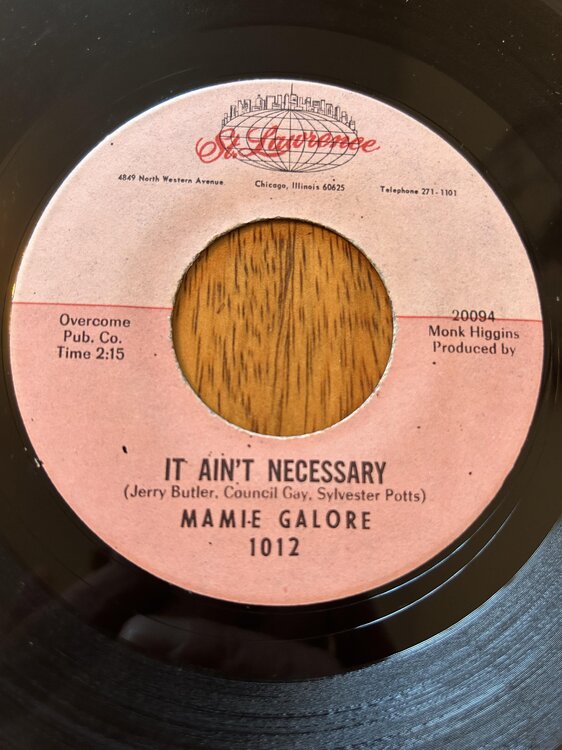 St. Lawrence
4849 North Western Avenue
Chicago, Illinois 60625
Telephone 271-1101
Overcome
Pub. Co.
Time 2:15
20094
Monk Higgins
Produced by
IT AIN'T NECESSARY
(Jerry Butler, Council Gay, Sylvester Potts)
MAMIE GALORE
1012